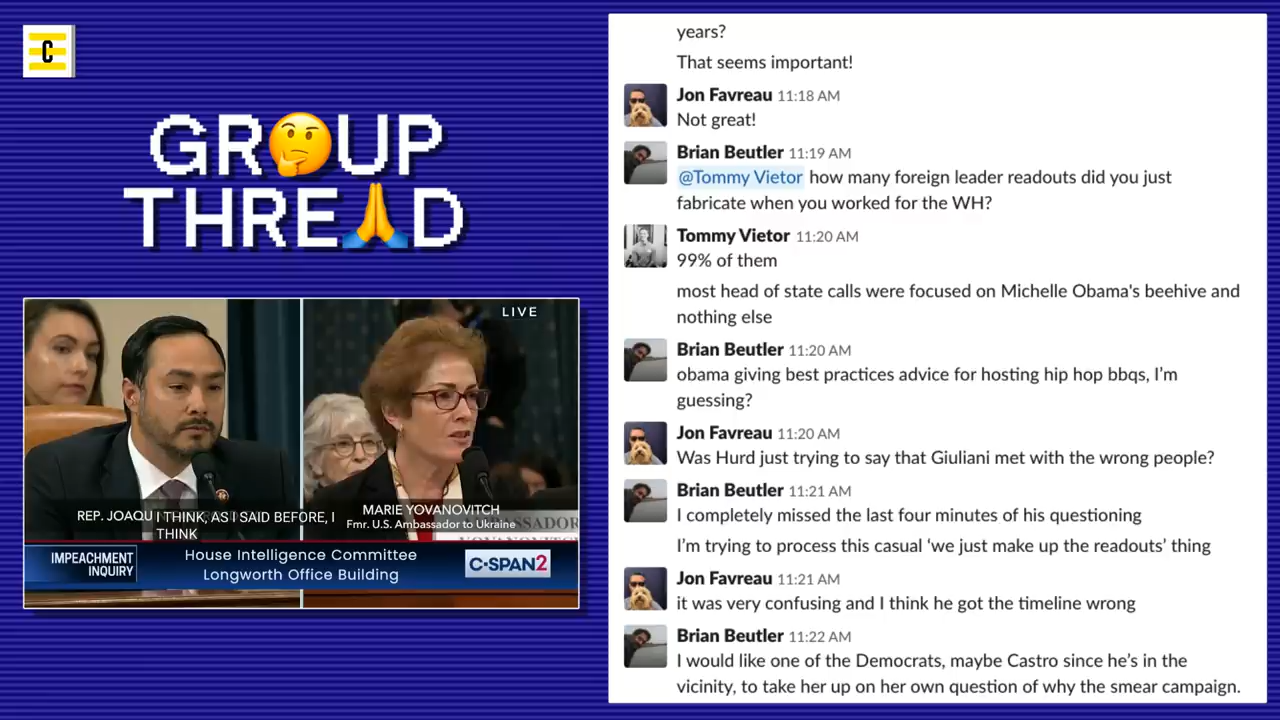 C
GR🤔UP
THRE🙏D
LIVE
REP. JOAQU
I THINK, AS I SAID BEFORE, I
THINK
MARIE YOVANOVITCH
Fmr. U.S. Ambassador to Ukraine
IMPEACHMENT
INQUIRY
House Intelligence Committee
Longworth Office Building
C-SPAN2
years?
That seems important!
Jon Favreau 11:18 AM
Not great!
Brian Beutler 11:19 AM
@Tommy Vietor how many foreign leader readouts did you just
fabricate when you worked for the WH?
Tommy Vietor 11:20 AM
99% of them
most head of state calls were focused on Michelle Obama's beehive and
nothing else
Brian Beutler 11:20 AM
obama giving best practices advice for hosting hip hop bbqs, I'm
guessing?
Jon Favreau 11:20 AM
Was Hurd just trying to say that Giuliani met with the wrong people?
Brian Beutler 11:21 AM
I completely missed the last four minutes of his questioning
I'm trying to process this casual 'we just make up the readouts' thing
Jon Favreau 11:21 AM
it was very confusing and I think he got the timeline wrong
Brian Beutler 11:22 AM
I would like one of the Democrats, maybe Castro since he's in the
vicinity, to take her up on her own question of why the smear campaign.